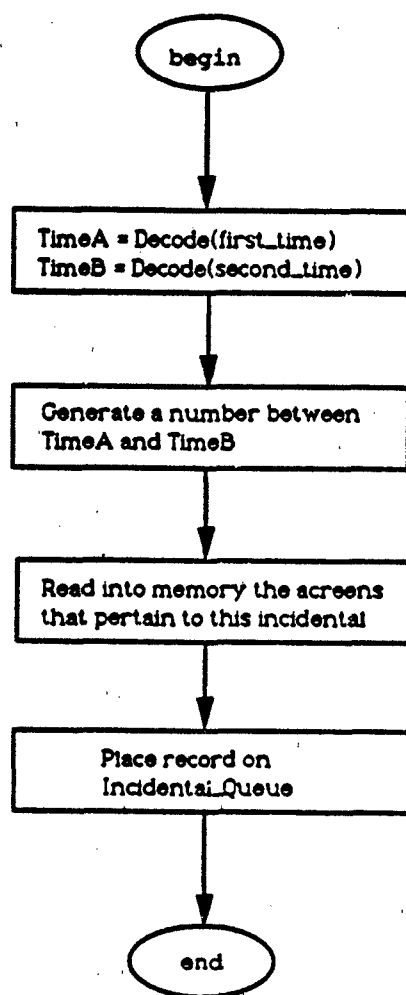 begin
TimeA = Decode(first_time)
TimeB = Decode(second_time)
Generate a number between
TimeA and TimeB
Read into memory the acreens
that pertain to this incidental
Place record on
Incidental_Queue
end